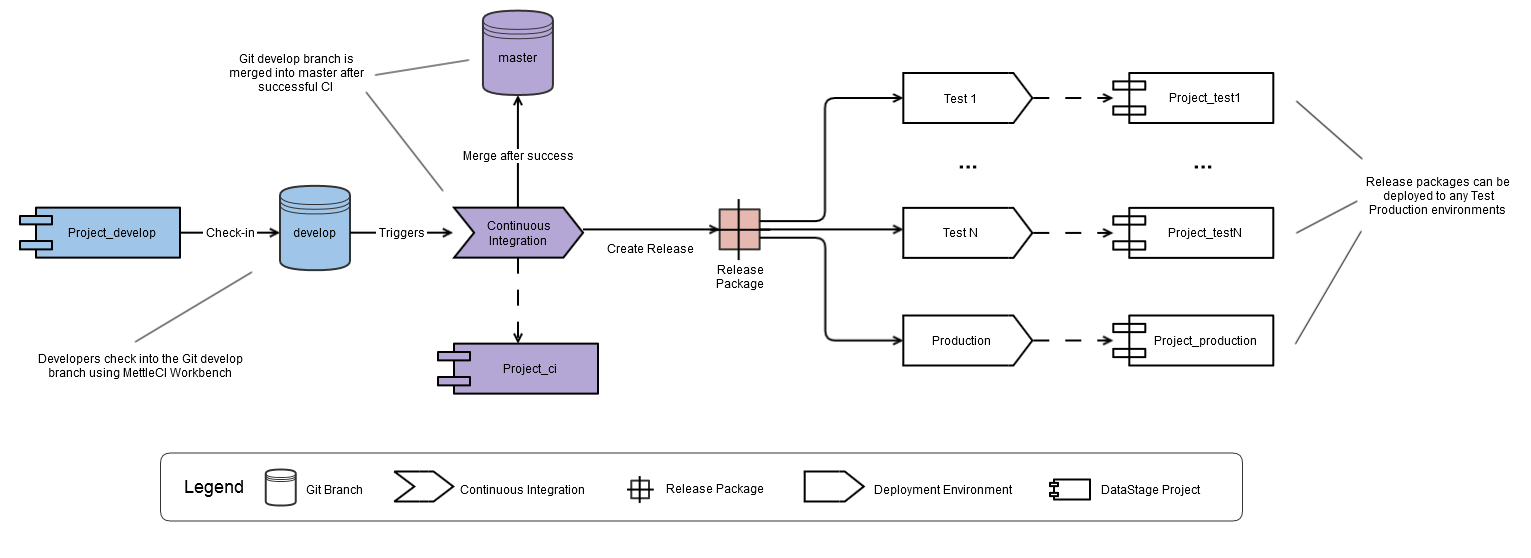 master
Git develop branch is
merged into master after
successful CI
Merge after success
Test 1
Project_test1
...
...
Release packages can be
deployed to any Test
Production environments
Project_develop
Check-in
develop
Triggers
Continuous
Integration
Create Release
Release
Package
Test N
Project_testN
Developers check into the Git develop
branch using MettleCI Workbench
Project_ci
Production
Project_production
Legend
Git Branch
Continuous Integration
Release Package
Deployment Environment
DataStage Project